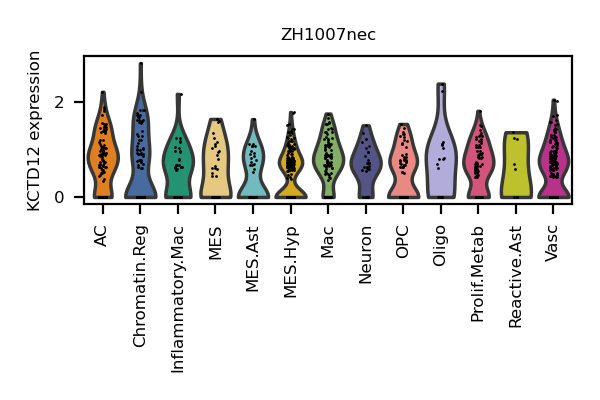 ZH1007nec
KCTD12 expression
2
0
AC
Chromatin.Reg
Inflammatory.Mac
MES
MES.Ast
MES.Hyp
Mac
Neuron
OPC
Oligo
Prolif.Metab
Reactive.Ast
Vasc